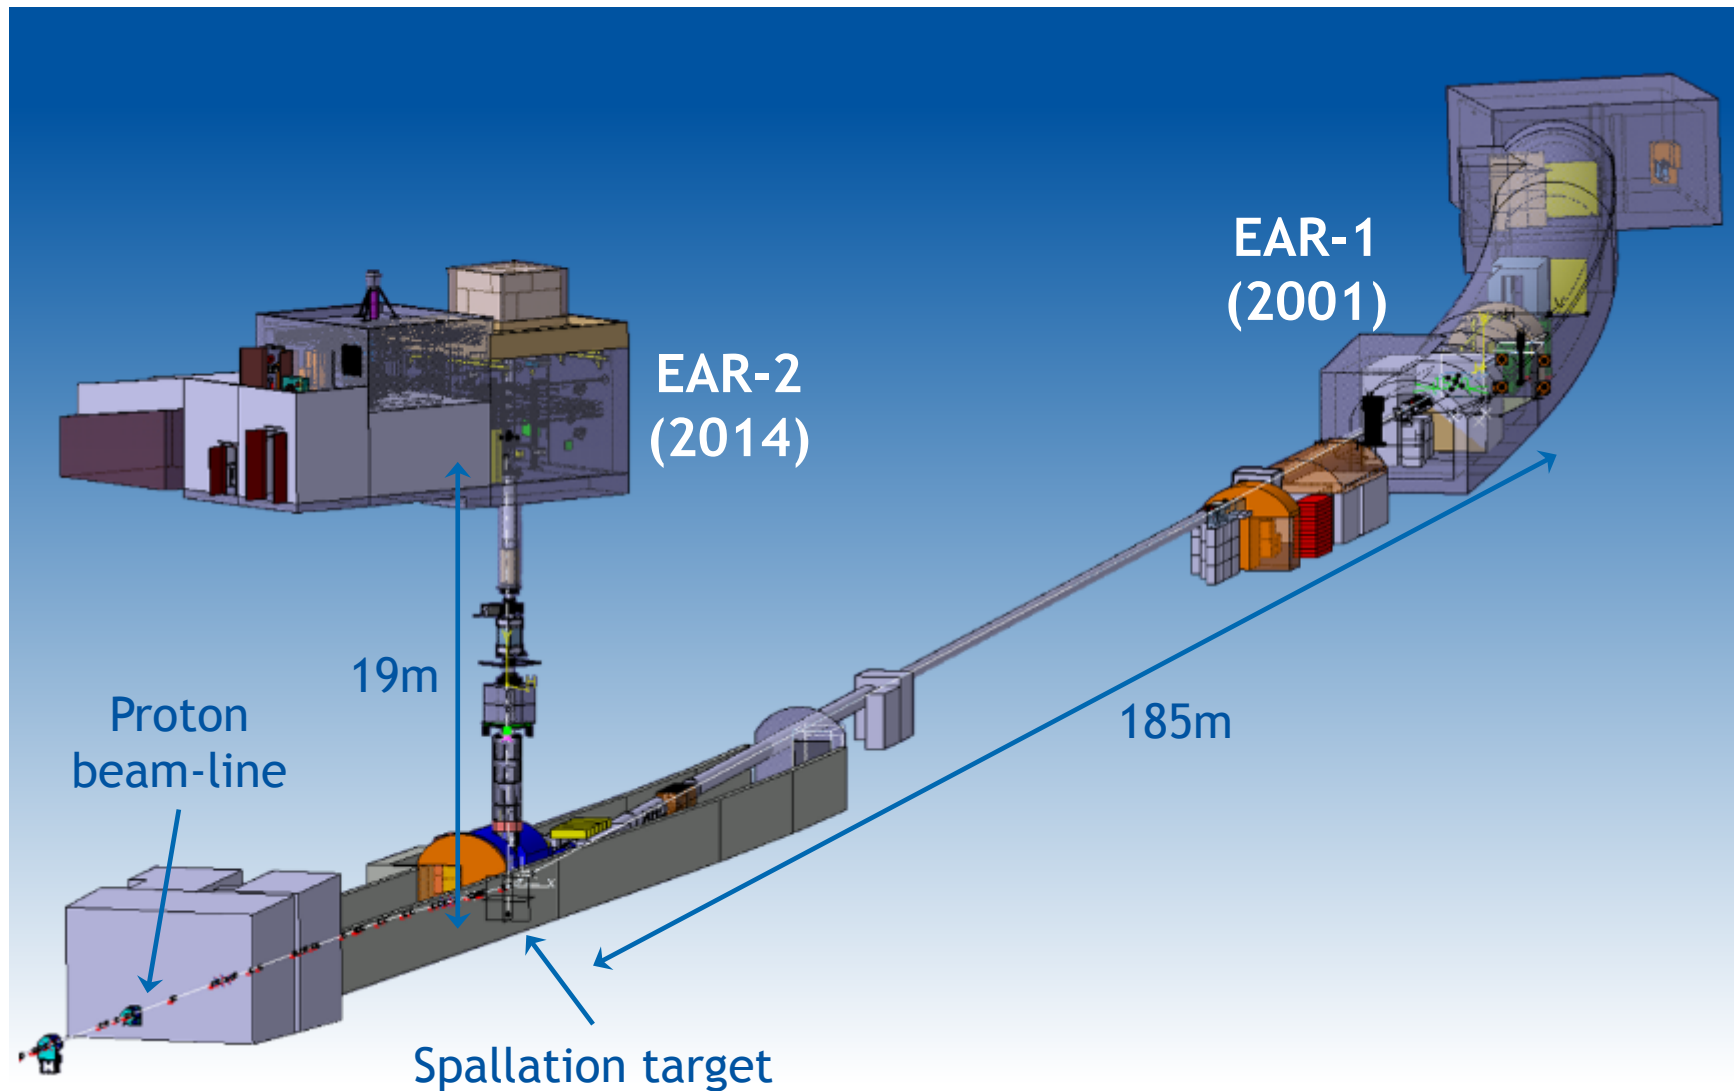 EAR-1
(2001)
EAR-2
(2014)
19m
185m
Proton
beam-line
Spallation target